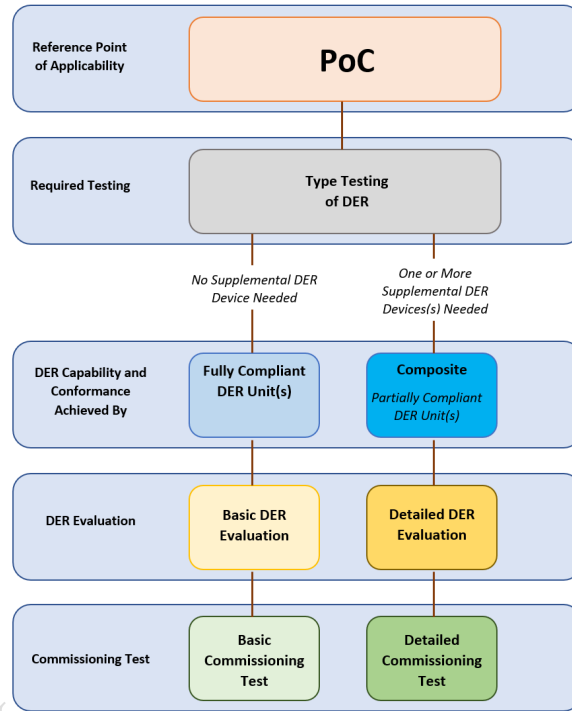 Reference Point
of Applicability
PoC
Required Testing
Type Testing
of DER
No Supplemental DER
Device Needed
One or More
Supplemental DER
Devices(s) Needed
DER Capability and
Conformance
Achieved By
Fully Compliant
DER Unit(s)
Composite
Partially Compliant
DER Unit(s)
DER Evaluation
Basic DER
Evaluation
Detailed DER
Evaluation
Commissioning Test
Basic
Commissioning
Test
Detailed
Commissioning
Test